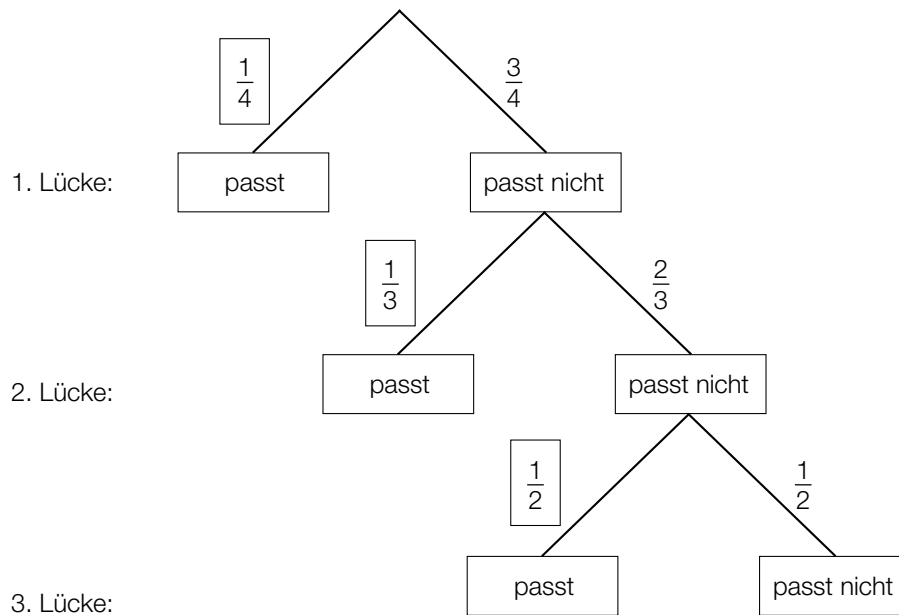 1/4 3/4
1. Lücke: passt passt nicht
1/3 2/3
2. Lücke: passt passt nicht
1/2 1/2
3. Lücke: passt passt nicht